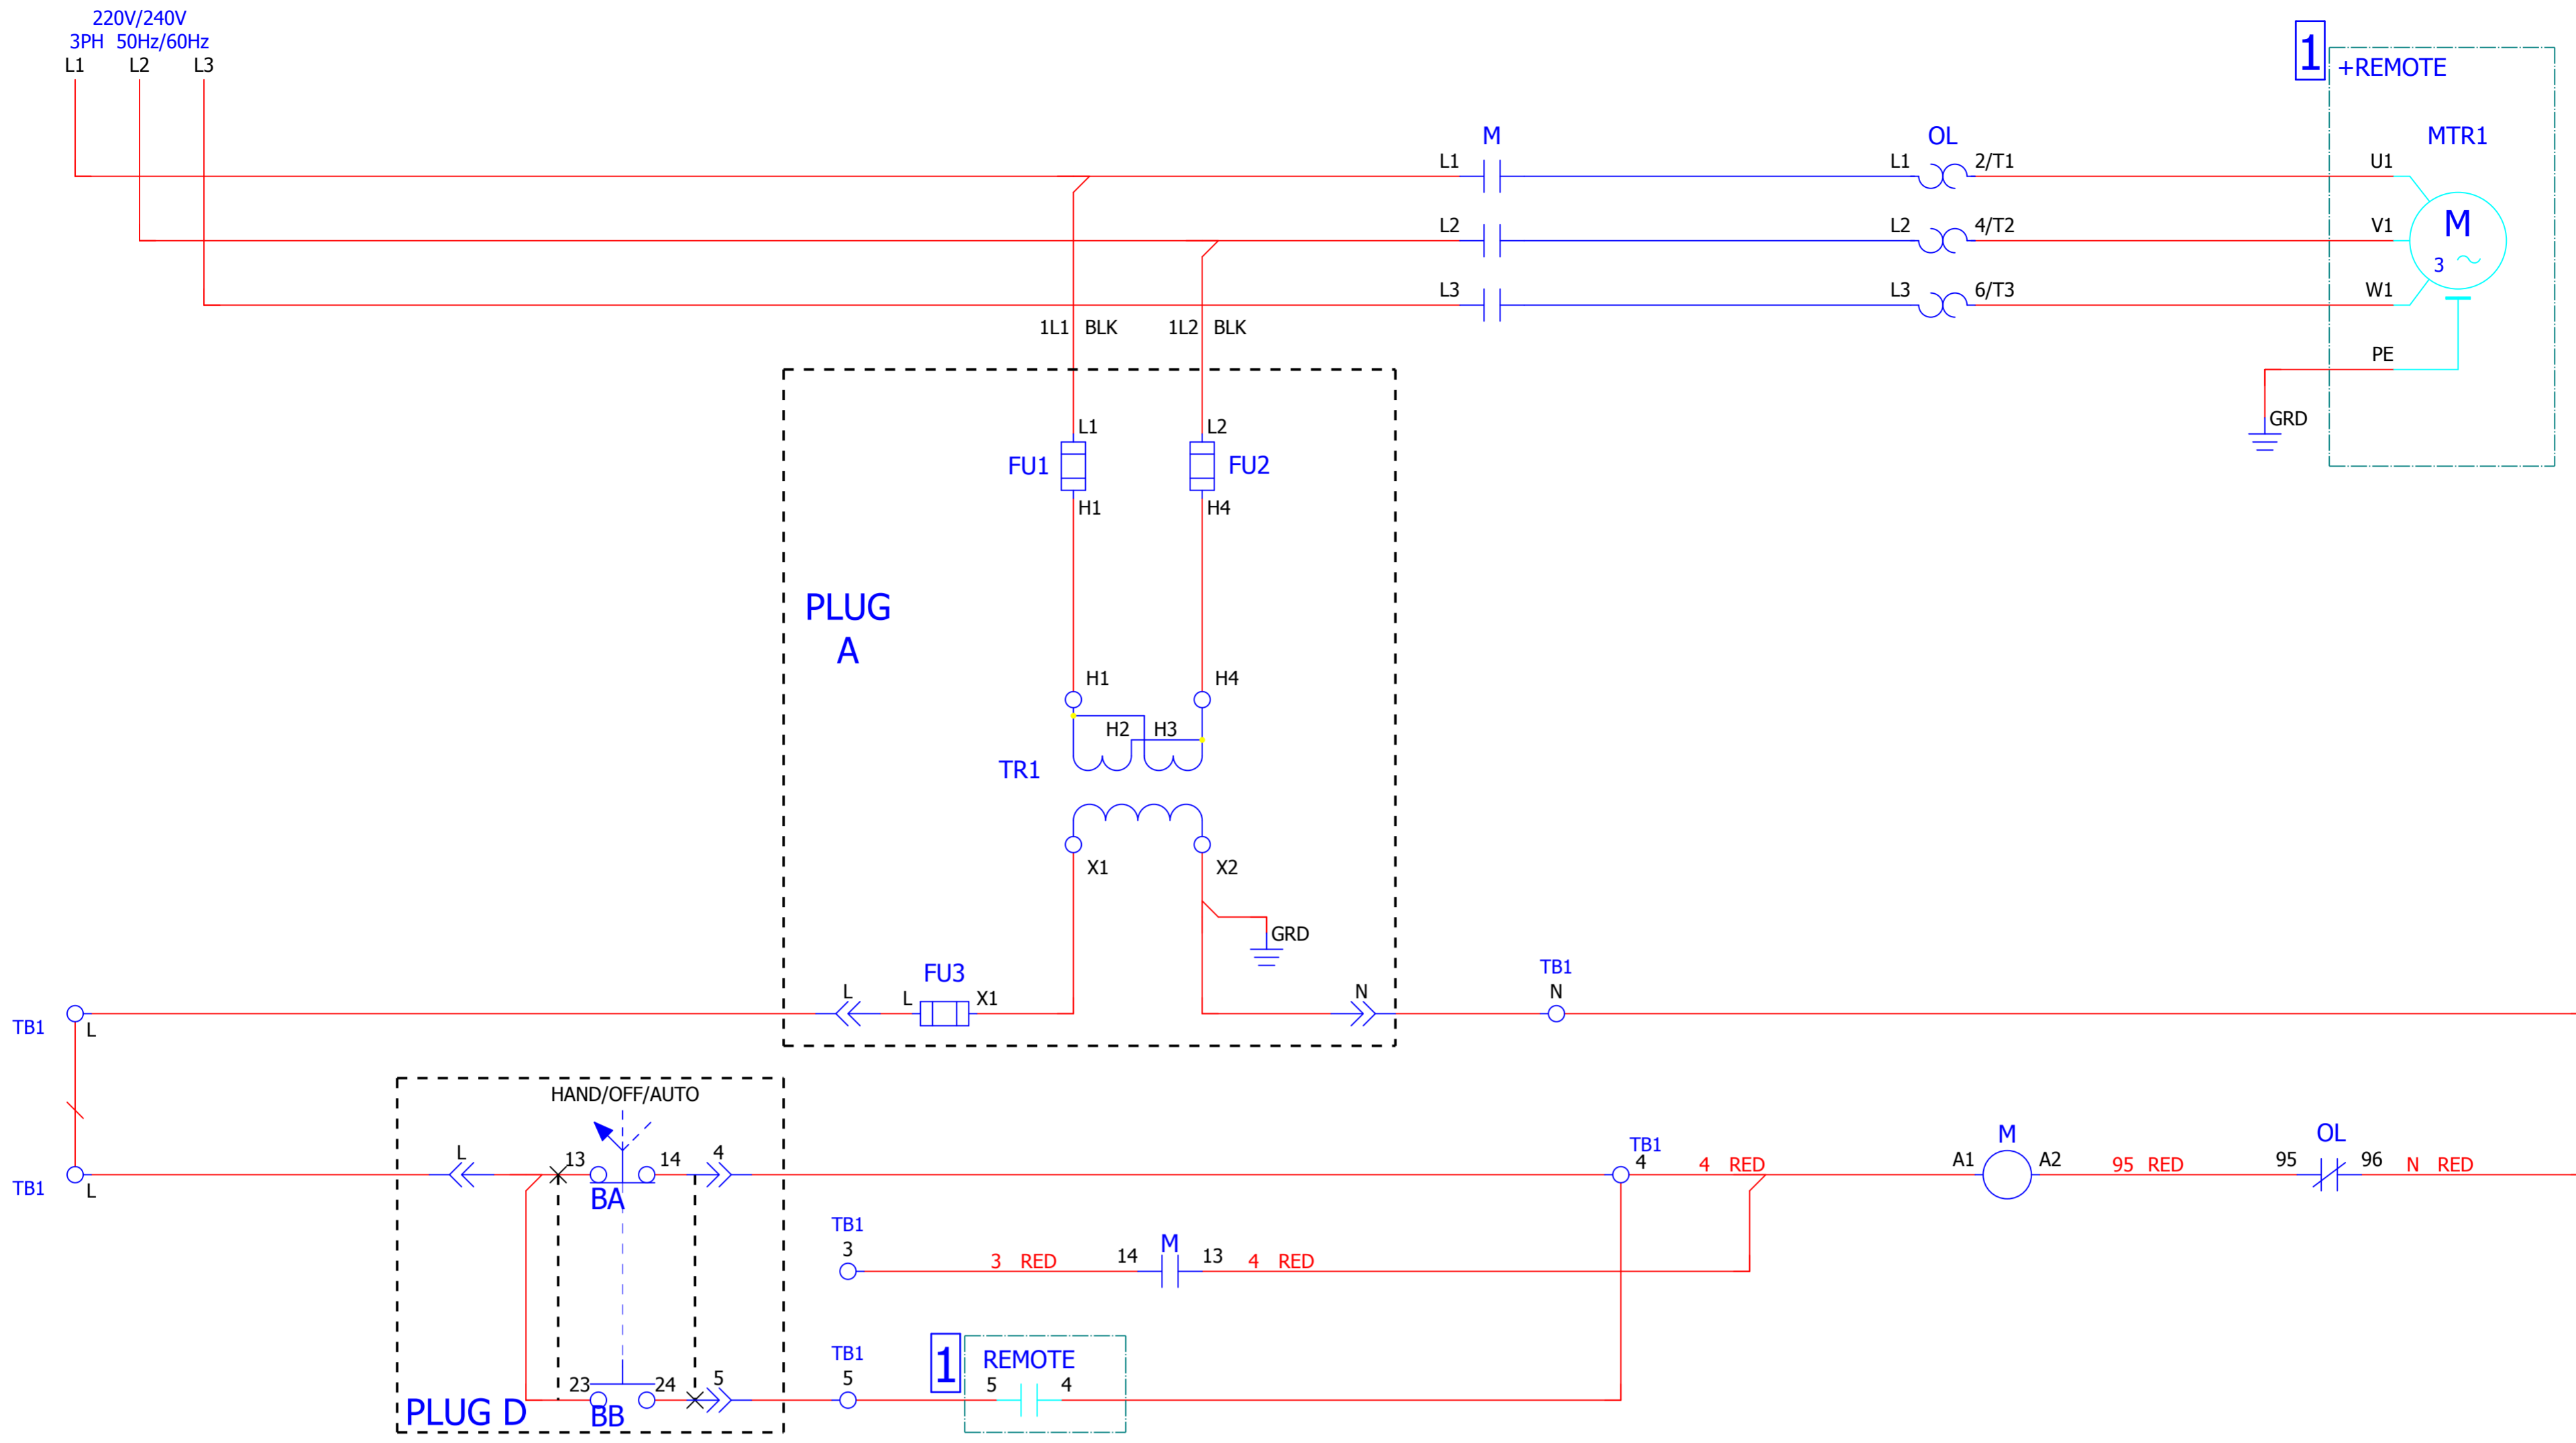 220V/240V
3PH 50Hz/60Hz
L1 L2 L3
1
+REMOTE
M OL MTR1
L1 L1 2/T1 U1
L2 L2 4/T2 V1
M
3
L3 L3 6/T3 W1
1L1 BLK 1L2 BLK
PE
GRD
L1 L2
FU1 FU2
H1 H4
PLUG
A
H1 H4
H2 H3
TR1
X1 X2
GRD
FU3
TB1
L L X1 N N
TB1 L
HAND/OFF/AUTO
L 13 14 4
TB1
4 4 RED A1 M A2 95 RED 95 OL 96 N RED
TB1 L
BA
TB1
3 3 RED 14 M 13 4 RED
1
TB1
REMOTE
23 24 5 5 5 4
PLUG D BB